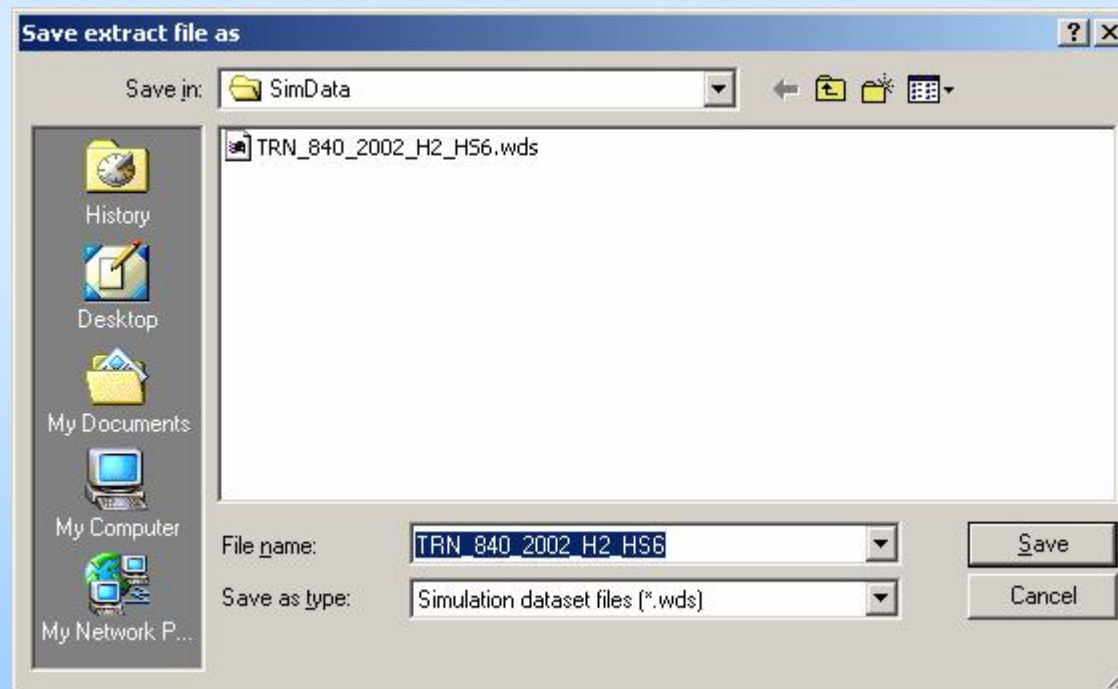 Save extract file as
Save in:
SimData
TRN_840_2002_H2_HS6.wds
History
Desktop
My Documents
My Computer
My Network P...
File name:
TRN_840_2002_H2_HS6
Save
Save as type:
Simulation dataset files (*.wds)
Cancel